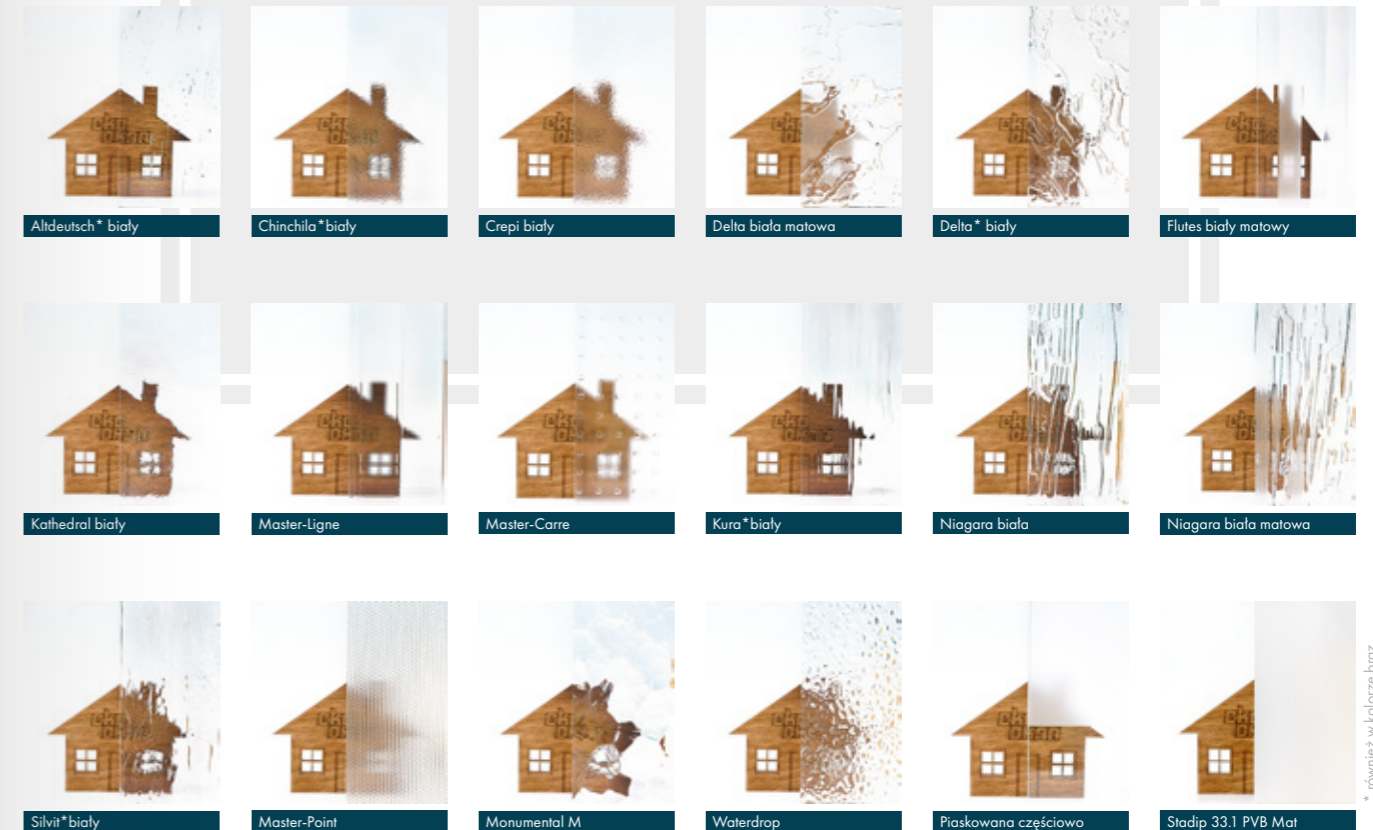 Altdeutsch* biały
Chinchila*biały
Crepi biały
Delta biała matowa
Delta* biały
Flutes biały matowy
Kathedral biały
Master-Ligne
Master-Carre
Kura*biały
Niagara biała
Niagara biała matowa
Silvit*biały
Master-Point
Monumental M
Waterdrop
Piaskowana częściowo
Stadip 33.1 PVB Mat
* również w kolorze brąz